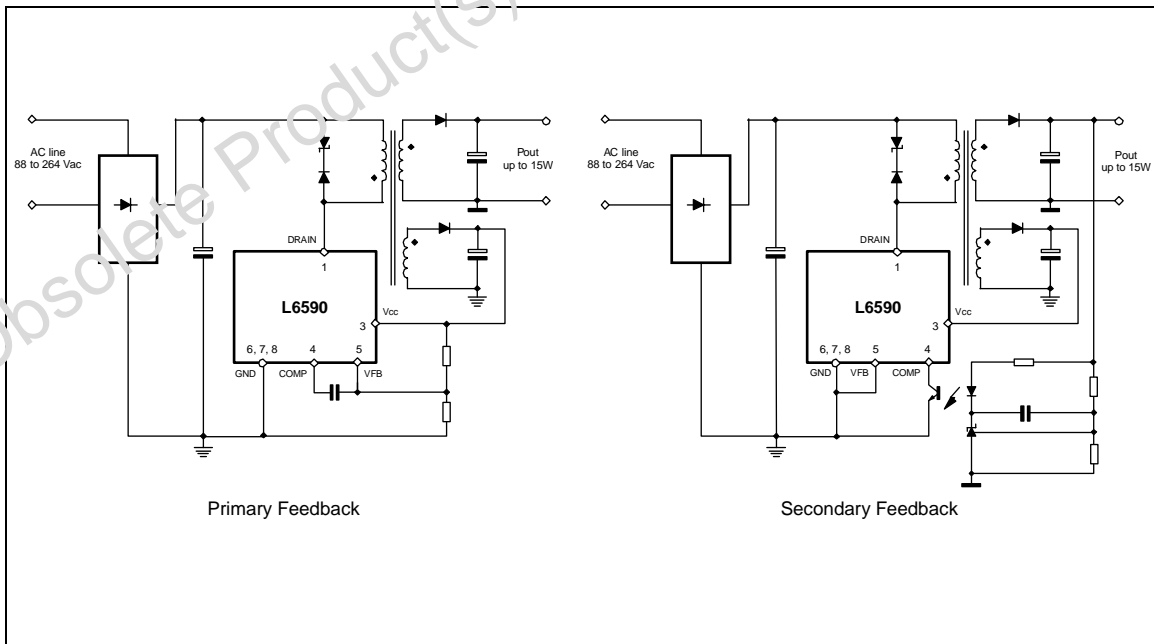 Obsolete Product(s)
AC line
88 to 264 Vac
Pout
up to 15W
DRAIN
1
L6590
Vcc
3
6, 7, 8
4
5
GND
COMP
VFB
Primary Feedback
AC line
88 to 264 Vac
Pout
up to 15W
DRAIN
1
L6590
Vcc
3
6, 7, 8
5
4
GND
VFB
COMP
Secondary Feedback